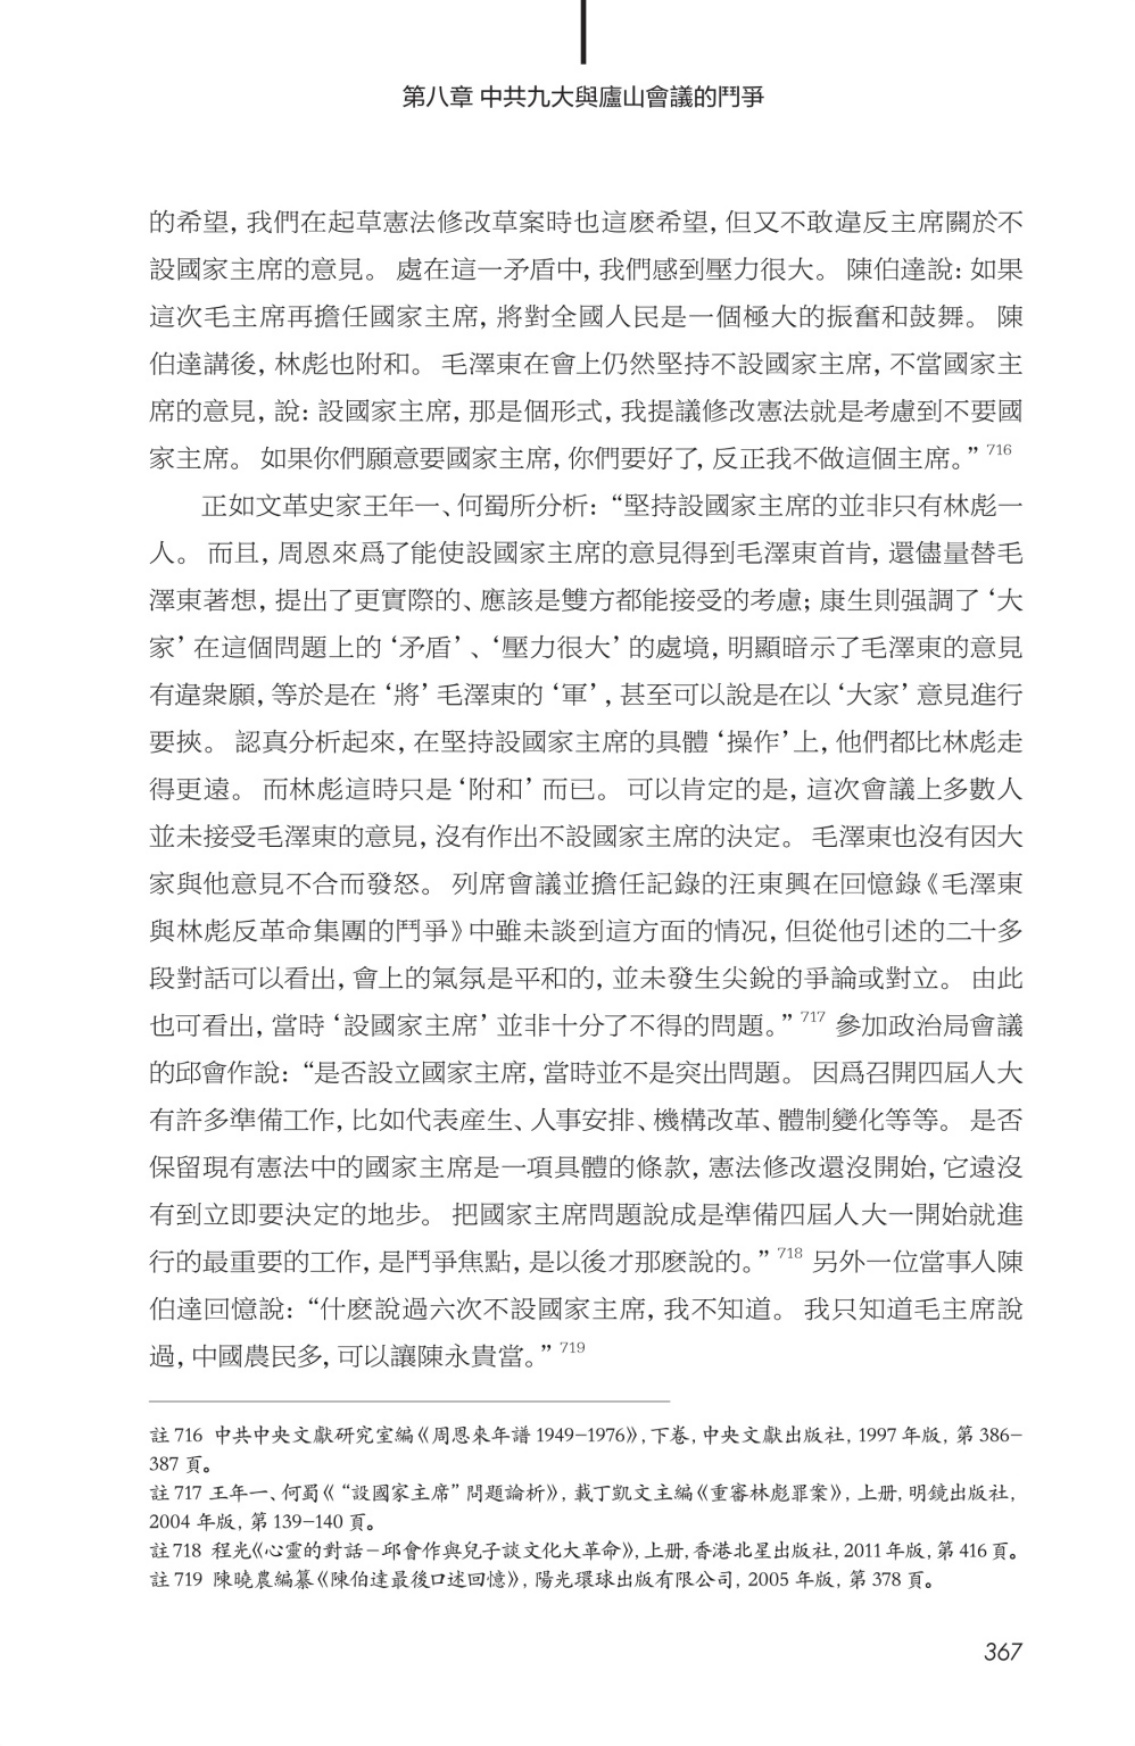 第八章 中共九大與廬山會議的鬥爭
的希望，我們在起草憲法修改草案時也這麽希望，但又不敢違反主席關於不
設國家主席的意見。 處在這一矛盾中，我們感到壓力很大。 陳伯達說：如果
這次毛主席再擔任國家主席，將對全國人民是一個極大的振奮和鼓舞。 陳
伯達講後，林彪也附和。 毛澤東在會上仍然堅持不設國家主席，不當國家主
席的意見，說：設國家主席，那是個形式，我提議修改憲法就是考慮到不要國
家主席。 如果你們願意要國家主席，你們要好了，反正我不做這個主席。” 716
正如文革史家王年一、何蜀所分析：“堅持設國家主席的並非只有林彪一
人。 而且，周恩來爲了能使設國家主席的意見得到毛澤東首肯，還儘量替毛
澤東著想，提出了更實際的、應該是雙方都能接受的考慮；康生則强調了 ‘大
家’ 在這個問題上的 ‘矛盾’ 、‘壓力很大’ 的處境，明顯暗示了毛澤東的意見
有違衆願，等於是在 ‘將’ 毛澤東的 ‘軍’，甚至可以說是在以 ‘大家’ 意見進行
要挾。 認真分析起來，在堅持設國家主席的具體 ‘操作’ 上，他們都比林彪走
得更遠。 而林彪這時只是 ‘附和’ 而已。 可以肯定的是，這次會議上多數人
並未接受毛澤東的意見，沒有作出不設國家主席的決定。 毛澤東也沒有因大
家與他意見不合而發怒。 列席會議並擔任記錄的汪東興在回憶錄《毛澤東
與林彪反革命集團的鬥爭》中雖未談到這方面的情况，但從他引述的二十多
段對話可以看出，會上的氣氛是平和的，並未發生尖銳的爭論或對立。 由此
也可看出，當時 ‘設國家主席’ 並非十分了不得的問題。” 717 參加政治局會議
的邱會作說：“是否設立國家主席，當時並不是突出問題。 因爲召開四屆人大
有許多準備工作，比如代表産生、人事安排、機構改革、體制變化等等。 是否
保留現有憲法中的國家主席是一項具體的條款，憲法修改還沒開始，它遠沒
有到立即要決定的地步。 把國家主席問題說成是準備四屆人大一開始就進
行的最重要的工作，是鬥爭焦點，是以後才那麽說的。” 718 另外一位當事人陳
伯達回憶說：“什麽說過六次不設國家主席，我不知道。 我只知道毛主席說
過，中國農民多，可以讓陳永貴當。” 719
註 716 中共中央文獻研究室編《周恩來年譜 1949–1976》，下卷，中央文獻出版社，1997 年版，第 386–
387 頁。
註 717 王年一、何蜀《 “設國家主席” 問題論析》，載丁凱文主編《重審林彪罪案》，上册，明鏡出版社，
2004 年版，第 139–140 頁。
註 718 程光《心靈的對話–邱會作與兒子談文化大革命》，上册，香港北星出版社，2011 年版，第 416 頁。
註 719 陳曉農編纂《陳伯達最後口述回憶》，陽光環球出版有限公司，2005 年版，第 378 頁。
367